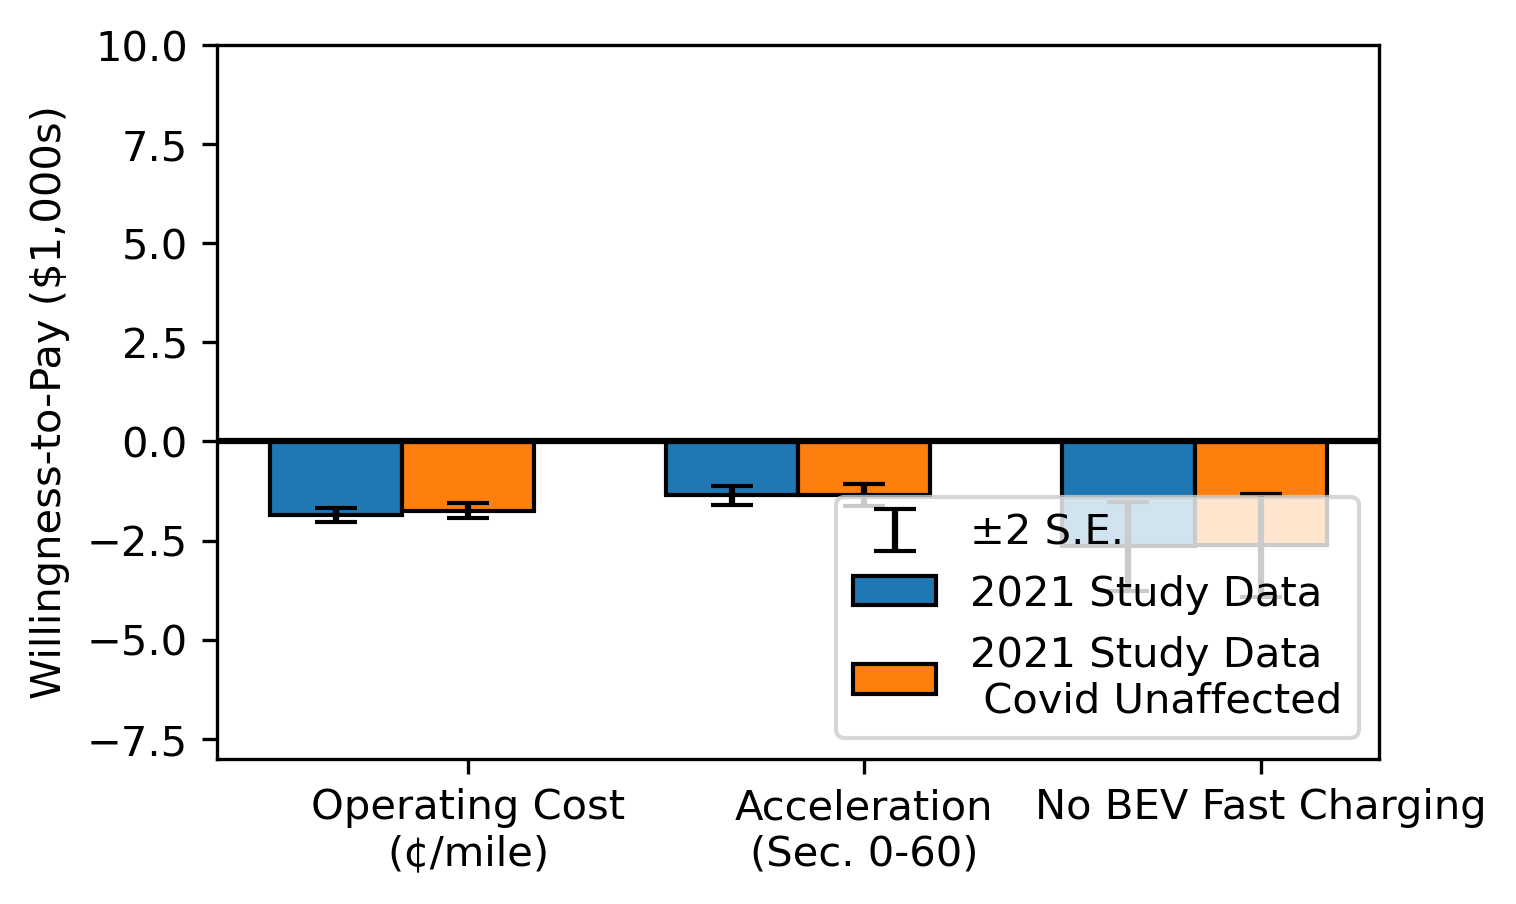 10.0
7.5
5.0
2.5
0.0
−2.5
−5.0
−7.5
Willingness-to-Pay ($1,000s)
±2 S.E.
2021 Study Data
2021 Study Data
Covid Unaffected
Operating Cost
(¢/mile)
Acceleration
(Sec. 0-60)
No BEV Fast Charging